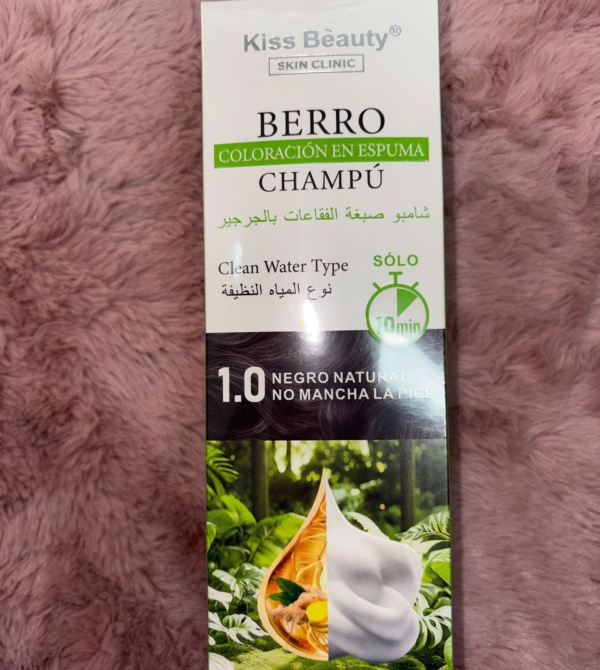 Kiss Bèauty®
SKIN CLINIC
BERRO
COLORACIÓN EN ESPUMA
CHAMPÚ
شامبو صبغة الفقاعات بالجرجير
Clean Water Type
نوع المياه النظيفة
SÓLO
10min
1.0
NEGRO NATURAL
NO MANCHA LA PIEL